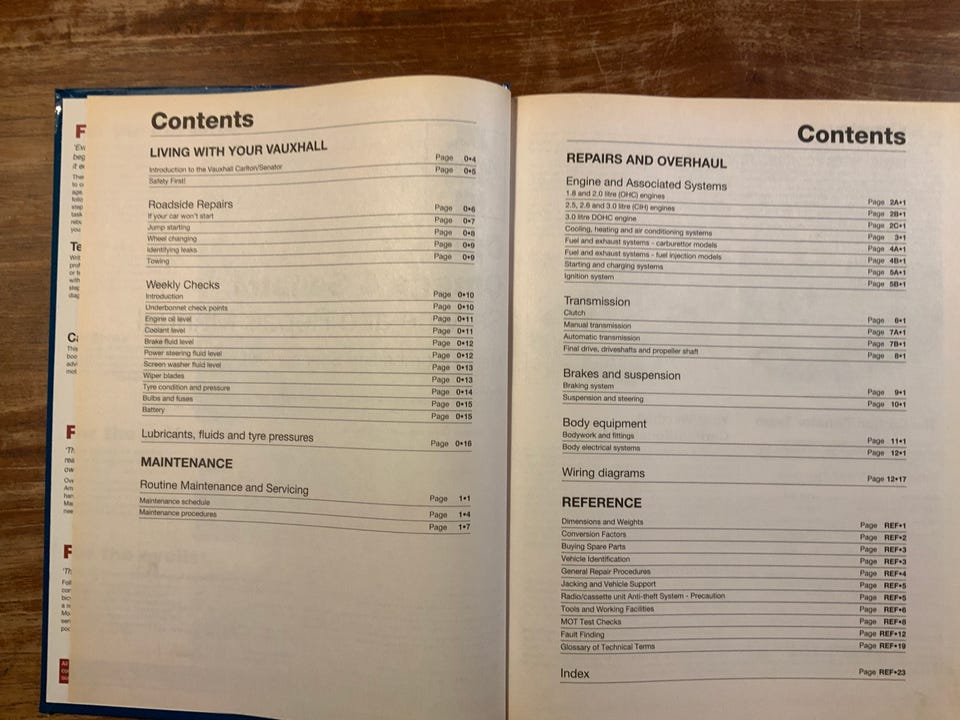 Contents
LIVING WITH YOUR VAUXHALL
Introduction to the Vauxhall Carlton/Senator Page 0•4
Safety First! Page 0•5
Roadside Repairs
If your car won't start Page 0•6
Jump starting Page 0•7
Wheel changing Page 0•8
Identifying leaks Page 0•9
Towing Page 0•9
Weekly Checks
Introduction Page 0•10
Underbonnet check points Page 0•10
Engine oil level Page 0•11
Coolant level Page 0•11
Brake fluid level Page 0•12
Power steering fluid level Page 0•12
Screen washer fluid level Page 0•13
Wiper blades Page 0•13
Tyre condition and pressure Page 0•14
Bulbs and fuses Page 0•15
Battery Page 0•15
Lubricants, fluids and tyre pressures Page 0•16
MAINTENANCE
Routine Maintenance and Servicing Page 1•1
Maintenance schedule Page 1•4
Maintenance procedures Page 1•7
Contents
REPAIRS AND OVERHAUL
Engine and Associated Systems
1.8 and 2.0 litre (OHC) engines Page 2A•1
2.5, 2.6 and 3.0 litre (CIH) engines Page 2B•1
3.0 litre DOHC engine Page 2C•1
Cooling, heating and air conditioning systems Page 3•1
Fuel and exhaust systems - carburettor models Page 4A•1
Fuel and exhaust systems - fuel injection models Page 4B•1
Starting and charging systems Page 5A•1
Ignition system Page 5B•1
Transmission
Clutch Page 6•1
Manual transmission Page 7A•1
Automatic transmission Page 7B•1
Final drive, driveshafts and propeller shaft Page 8•1
Brakes and suspension
Braking system Page 9•1
Suspension and steering Page 10•1
Body equipment
Bodywork and fittings Page 11•1
Body electrical systems Page 12•1
Wiring diagrams Page 12•17
REFERENCE
Dimensions and Weights Page REF•1
Conversion Factors Page REF•2
Buying Spare Parts Page REF•3
Vehicle Identification Page REF•3
General Repair Procedures Page REF•4
Jacking and Vehicle Support Page REF•5
Radio/cassette unit Anti-theft System - Precaution Page REF•5
Tools and Working Facilities Page REF•6
MOT Test Checks Page REF•8
Fault Finding Page REF•12
Glossary of Technical Terms Page REF•19
Index Page REF•23